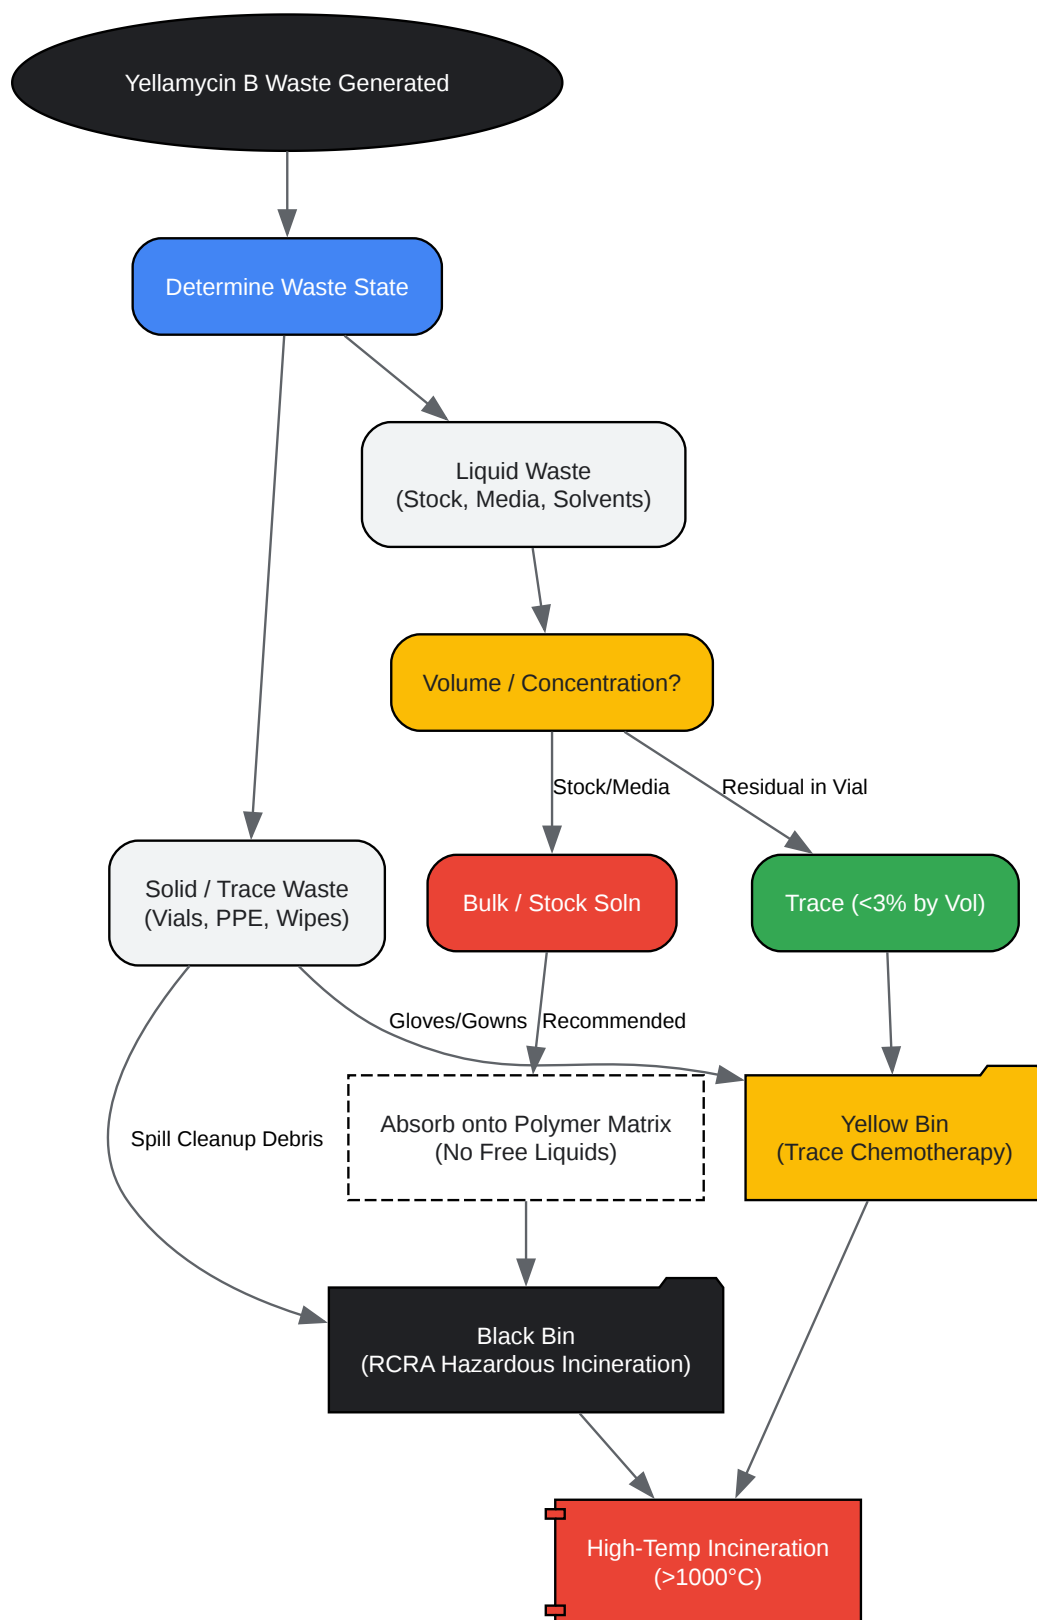 Yellamycin B Waste Generated
Determine Waste State
Liquid Waste
(Stock, Media, Solvents)
Volume / Concentration?
Stock/Media
Residual in Vial
Solid / Trace Waste
(Vials, PPE, Wipes)
Bulk / Stock Soln
Trace (<3% by Vol)
Gloves/Gowns
Recommended
Spill Cleanup Debris
Absorb onto Polymer Matrix
(No Free Liquids)
Yellow Bin
(Trace Chemotherapy)
Black Bin
(RCRA Hazardous Incineration)
High-Temp Incineration
(>1000°C)